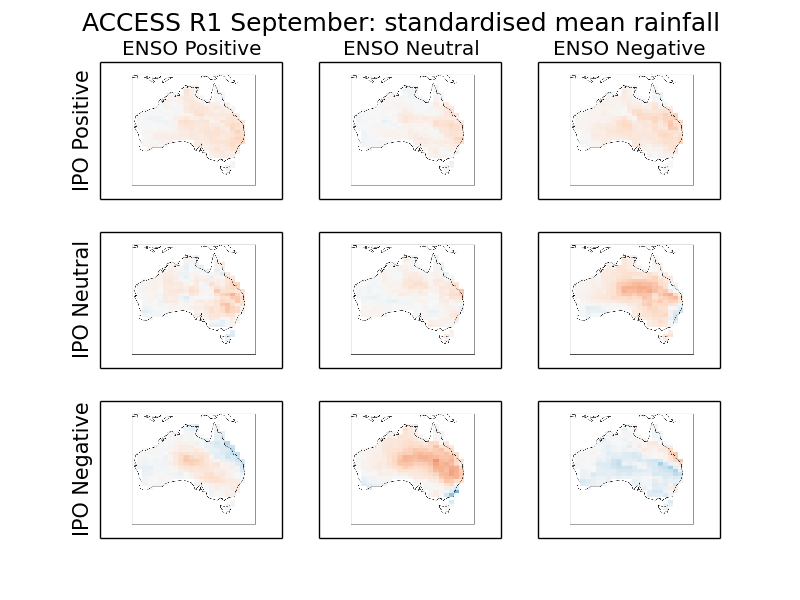 ACCESS R1 September: standardised mean rainfall
ENSO Positive
ENSO Neutral
ENSO Negative
IPO Positive
IPO Neutral
IPO Negative